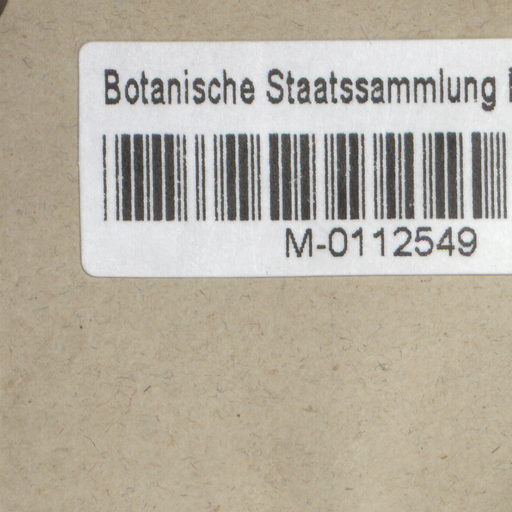 Botanische Staatssammlung
M-0112549